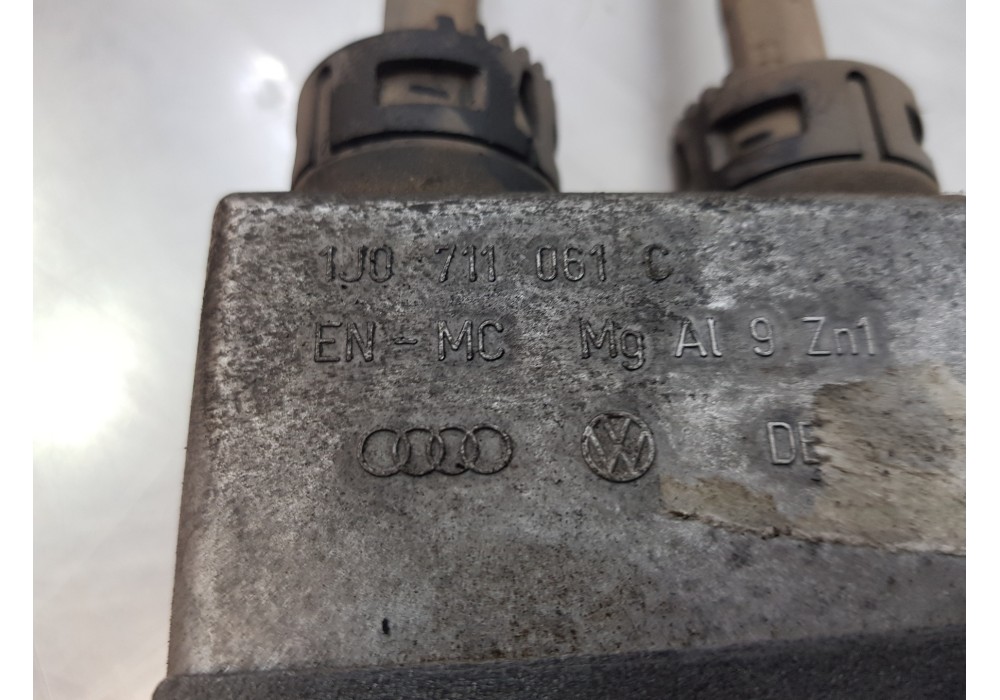 1J0 711 061 C
EN - MC Mg Al 9 Zn1
DE